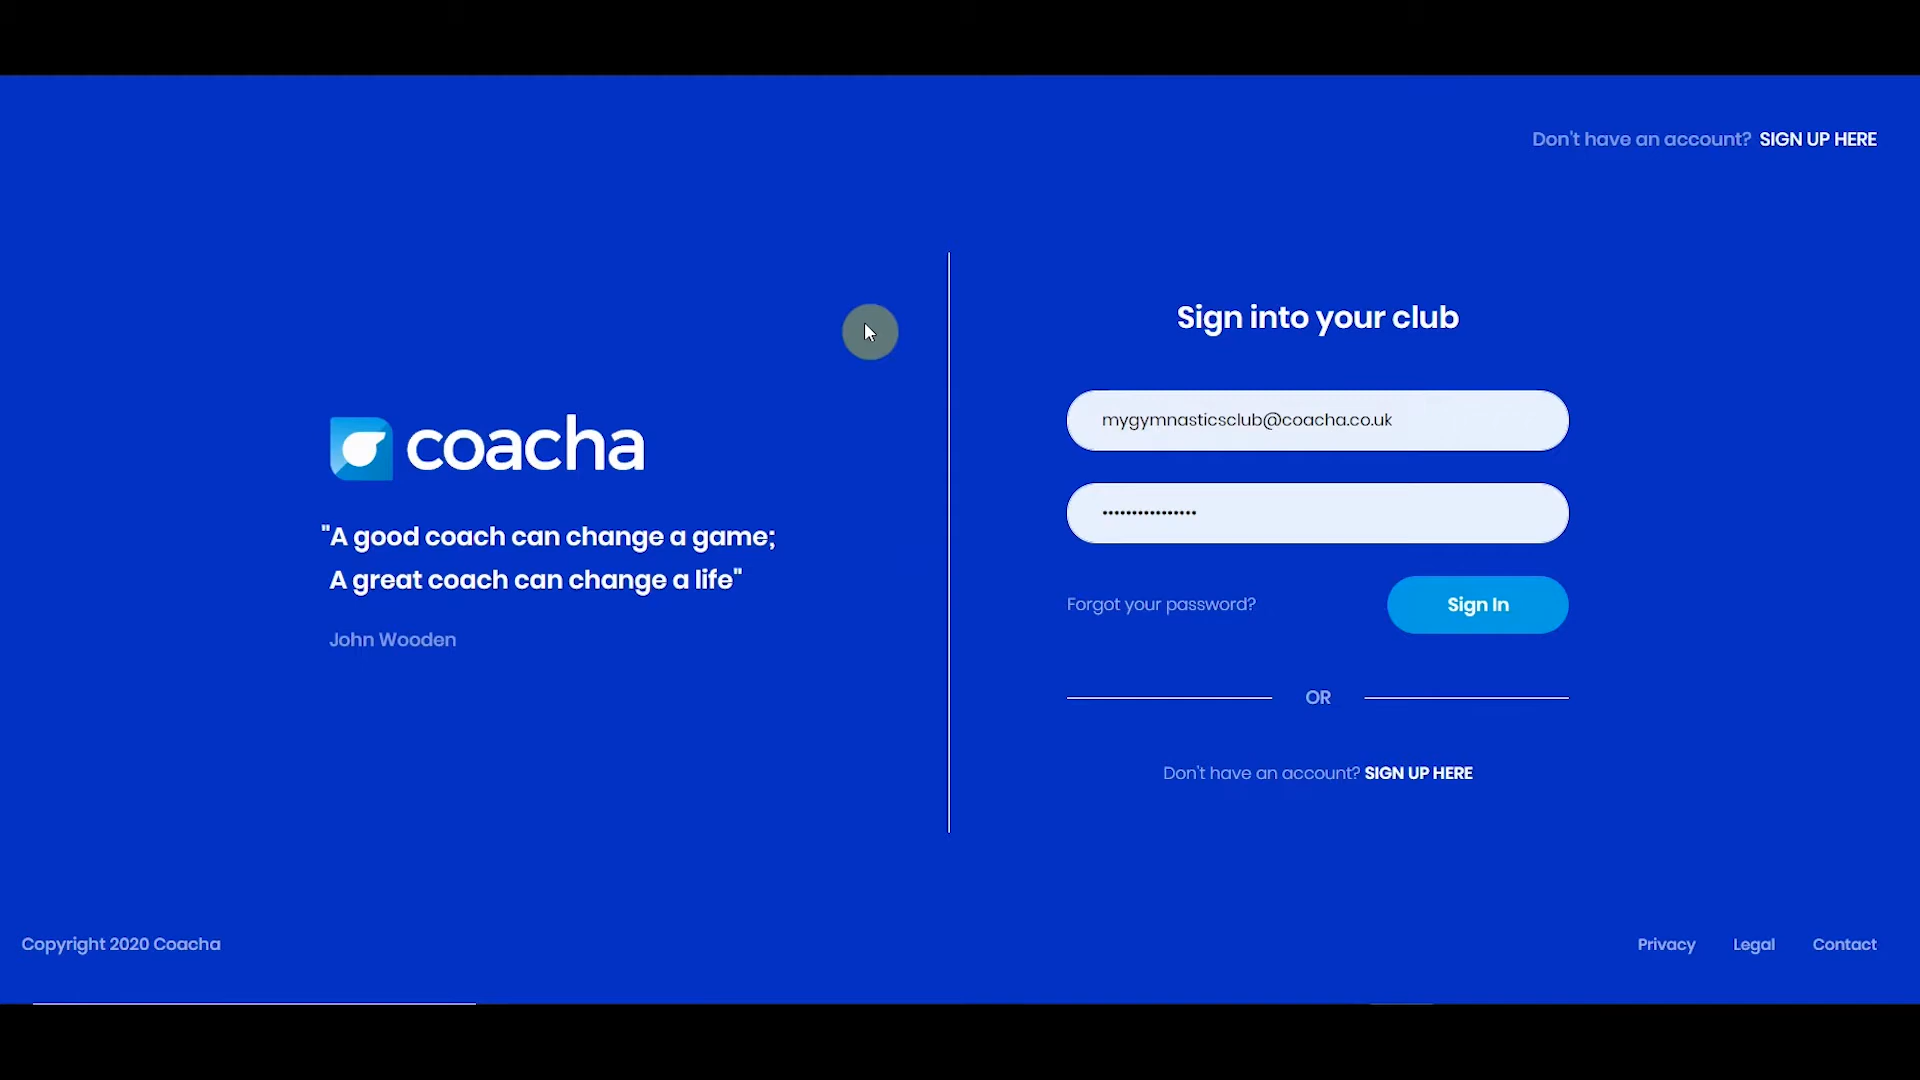 Don't have an account? SIGN UP HERE
coacha
"A good coach can change a game;
A great coach can change a life"
John Wooden
Sign into your club
mygymnasticsclub@coacha.co.uk
••••••••••••••••
Forgot your password?
Sign In
OR
Don't have an account? SIGN UP HERE
Copyright 2020 Coacha
Privacy
Legal
Contact